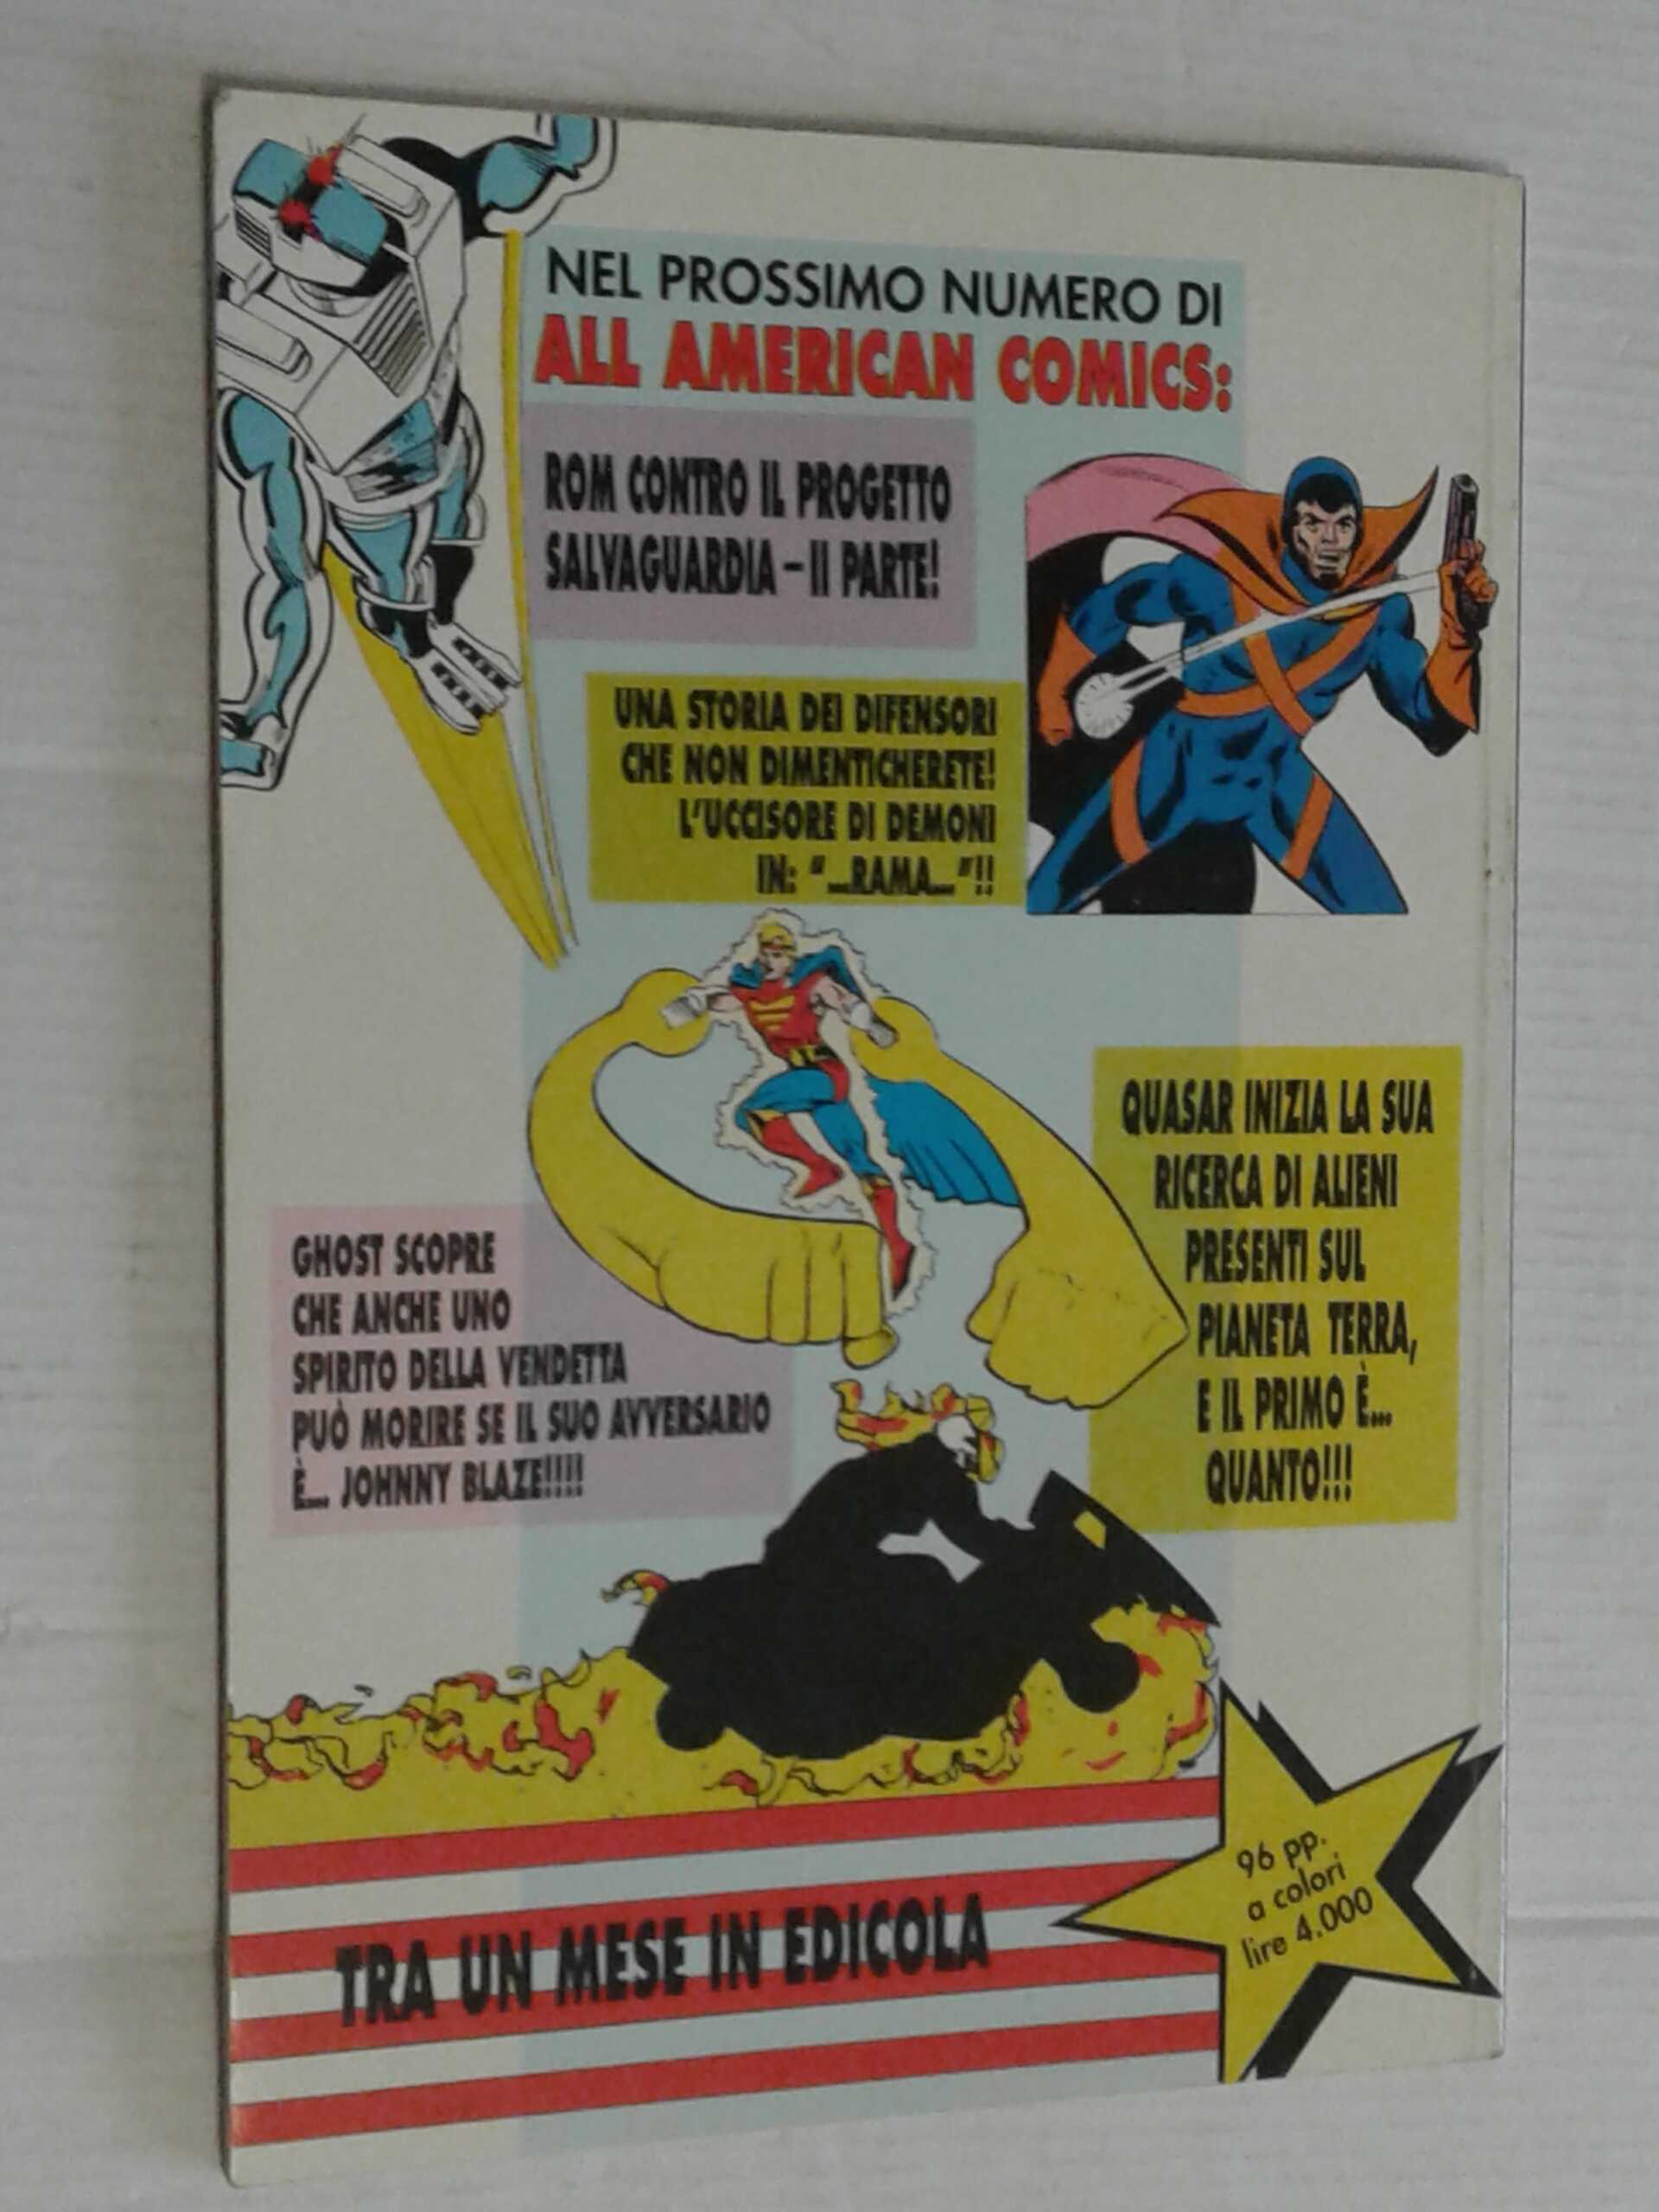 NEL PROSSIMO NUMERO DI
ALL AMERICAN COMICS:
ROM CONTRO IL PROGETTO
SALVAGUARDIA – II PARTE!
UNA STORIA DEI DIFENSORI
CHE NON DIMENTICHERETE!
L'UCCISORE DI DEMONI
IN: "...RAMA..."!!
QUASAR INIZIA LA SUA
RICERCA DI ALIENI
PRESENTI SUL
PIANETA TERRA,
E IL PRIMO È...
QUANTO!!!
GHOST SCOPRE
CHE ANCHE UNO
SPIRITO DELLA VENDETTA
PUÒ MORIRE SE IL SUO AVVERSARIO
È... JOHNNY BLAZE!!!!
TRA UN MESE IN EDICOLA
96 pp.
a colori
lire 4.000